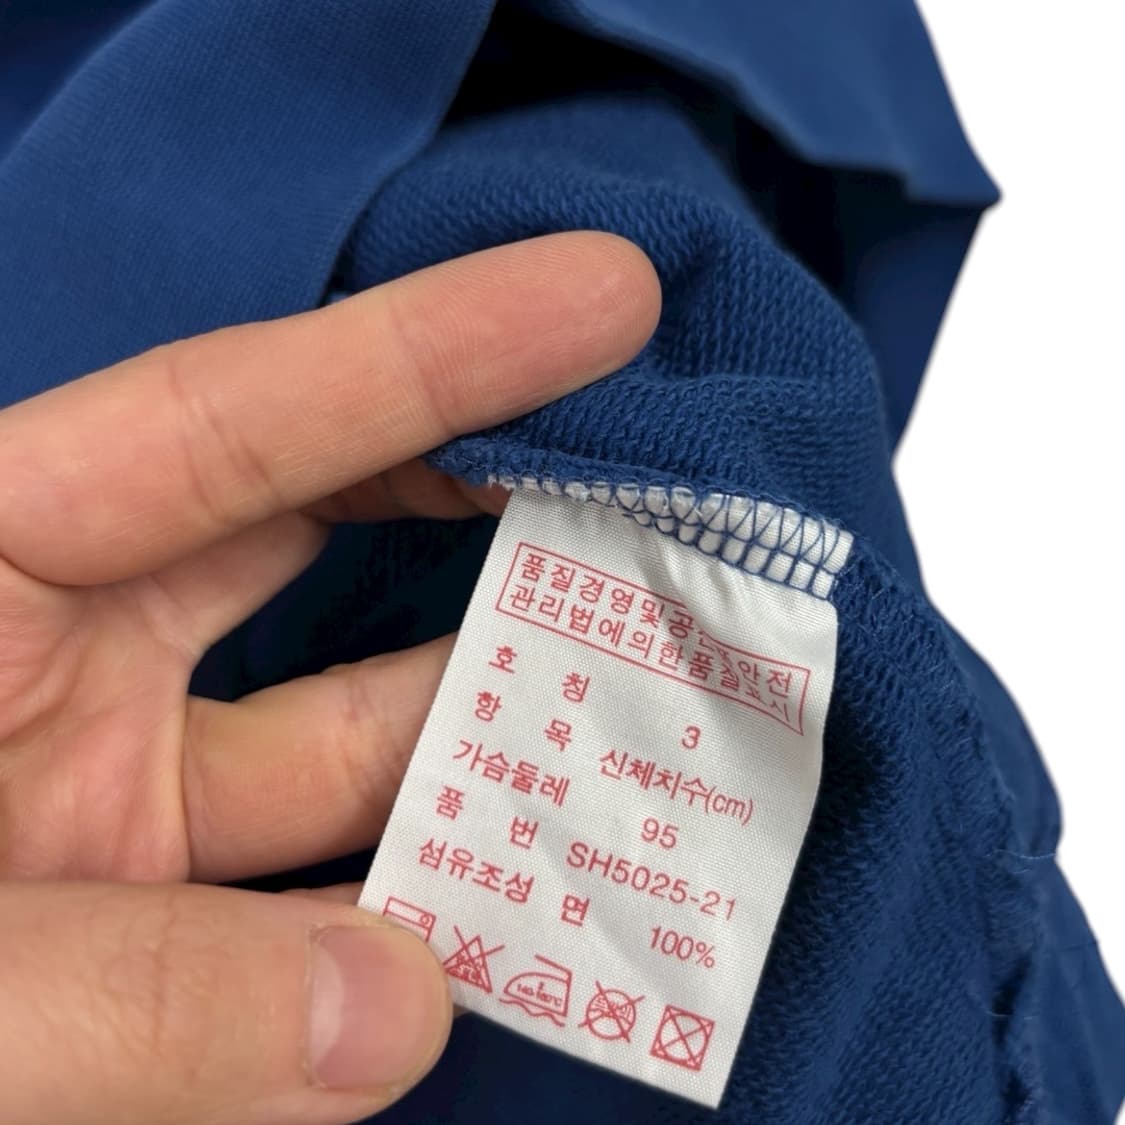 품질경영및공산품안전
관리법에의한품질표시
호 칭 3
항 목 신체치수(cm)
가슴둘레 95
품 번 SH5025-21
섬유조성 면 100%